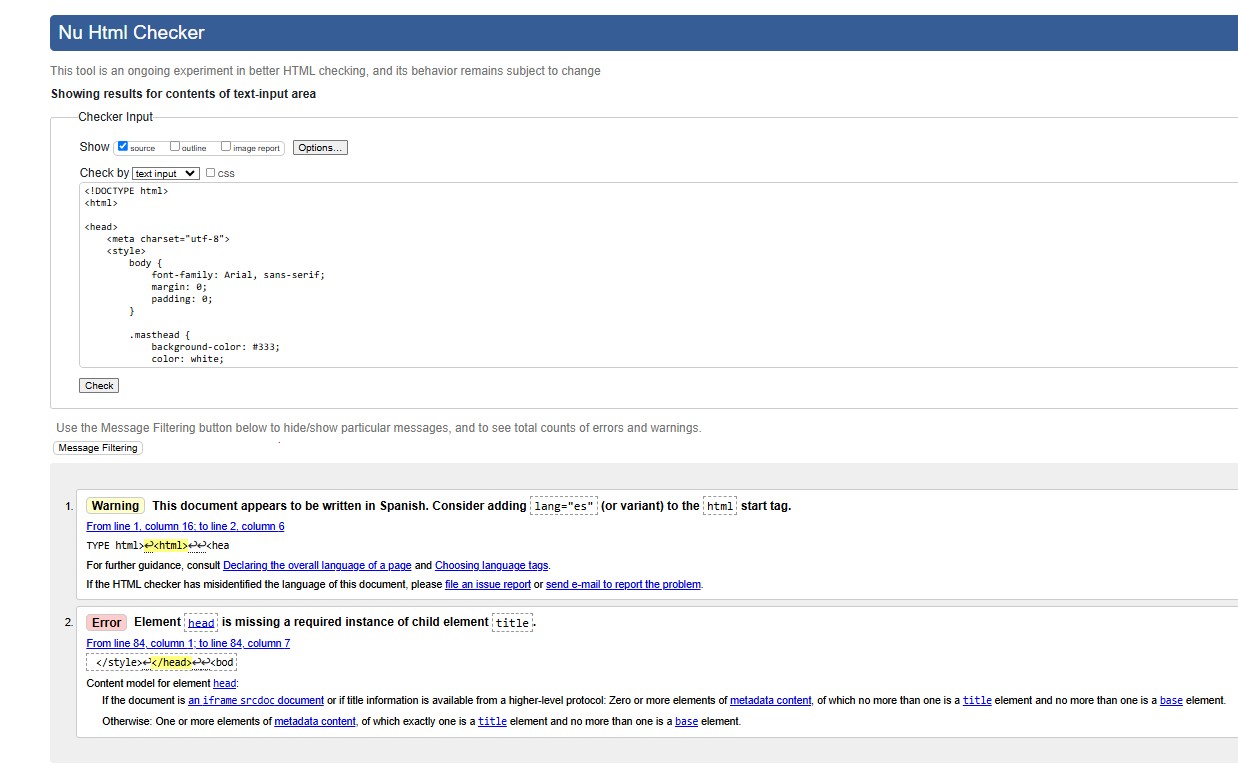 Nu Html Checker
This tool is an ongoing experiment in better HTML checking, and its behavior remains subject to change
Showing results for contents of text-input area
Checker Input
Show source outline image report Options...
Check by text input css
<!DOCTYPE html>
<html>
<head>
<meta charset="utf-8">
<style>
body {
font-family: Arial, sans-serif;
margin: 0;
padding: 0;
}
.masthead {
background-color: #333;
color: white;
Check
Use the Message Filtering button below to hide/show particular messages, and to see total counts of errors and warnings.
Message Filtering
1. Warning This document appears to be written in Spanish. Consider adding lang="es" (or variant) to the html start tag.
From line 1, column 16; to line 2, column 6
TYPE html>↩<html>↩↩<hea
For further guidance, consult Declaring the overall language of a page and Choosing language tags.
If the HTML checker has misidentified the language of this document, please file an issue report or send e-mail to report the problem.
2. Error Element head is missing a required instance of child element title.
From line 84, column 1; to line 84, column 7
</style>↩</head>↩↩<bod
Content model for element head:
If the document is an iframe srcdoc document or if title information is available from a higher-level protocol: Zero or more elements of metadata content, of which no more than one is a title element and no more than one is a base element.
Otherwise: One or more elements of metadata content, of which exactly one is a title element and no more than one is a base element.